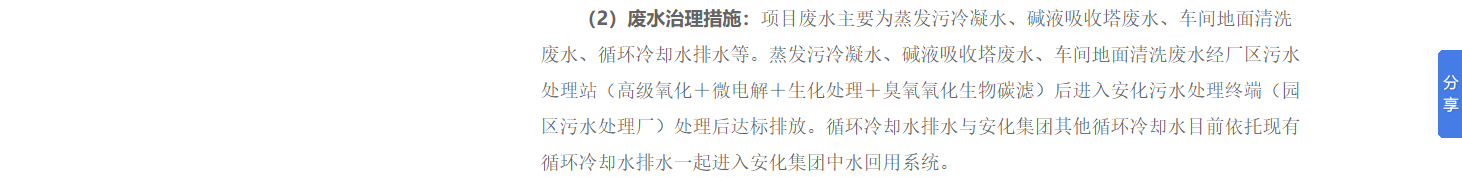 （2）废水治理措施：项目废水主要为蒸发污冷凝水、碱液吸收塔废水、车间地面清洗
废水、循环冷却水排水等。蒸发污冷凝水、碱液吸收塔废水、车间地面清洗废水经厂区污水
处理站（高级氧化＋微电解＋生化处理＋臭氧氧化生物碳滤）后进入安化污水处理终端（园
区污水处理厂）处理后达标排放。循环冷却水排水与安化集团其他循环冷却水目前依托现有
循环冷却水排水一起进入安化集团中水回用系统。
分
享